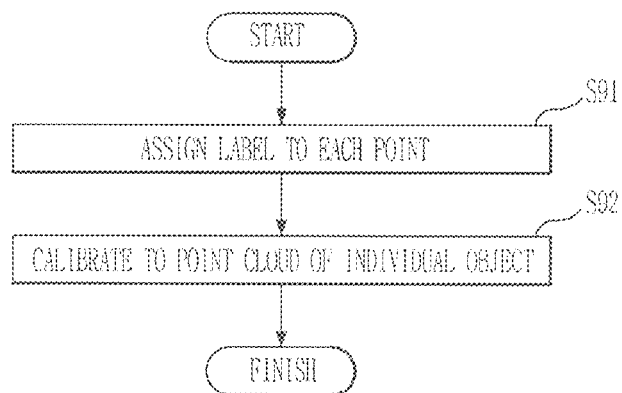 START
S91
ASSIGN LABEL TO EACH POINT
S92
CALIBRATE TO POINT CLOUD OF INDIVIDUAL OBJECT
FINISH